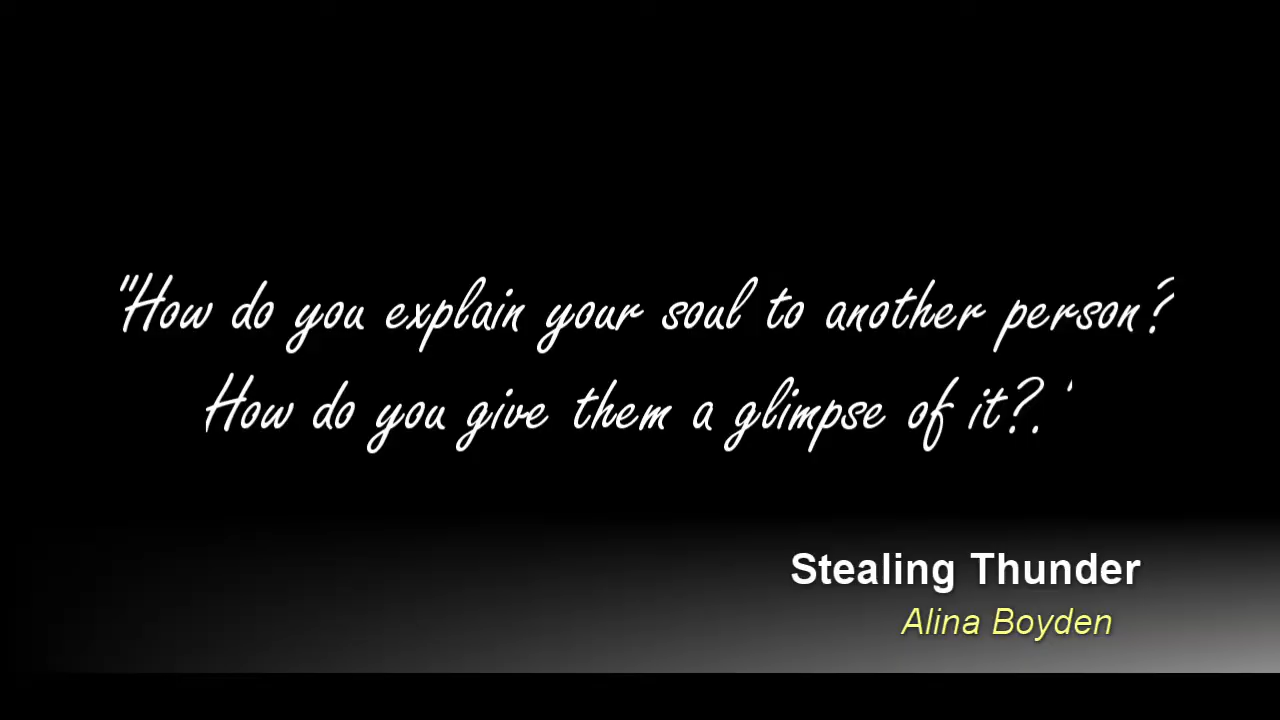 "How do you explain your soul to another person?
How do you give them a glimpse of it?. '
Stealing Thunder
Alina Boyden